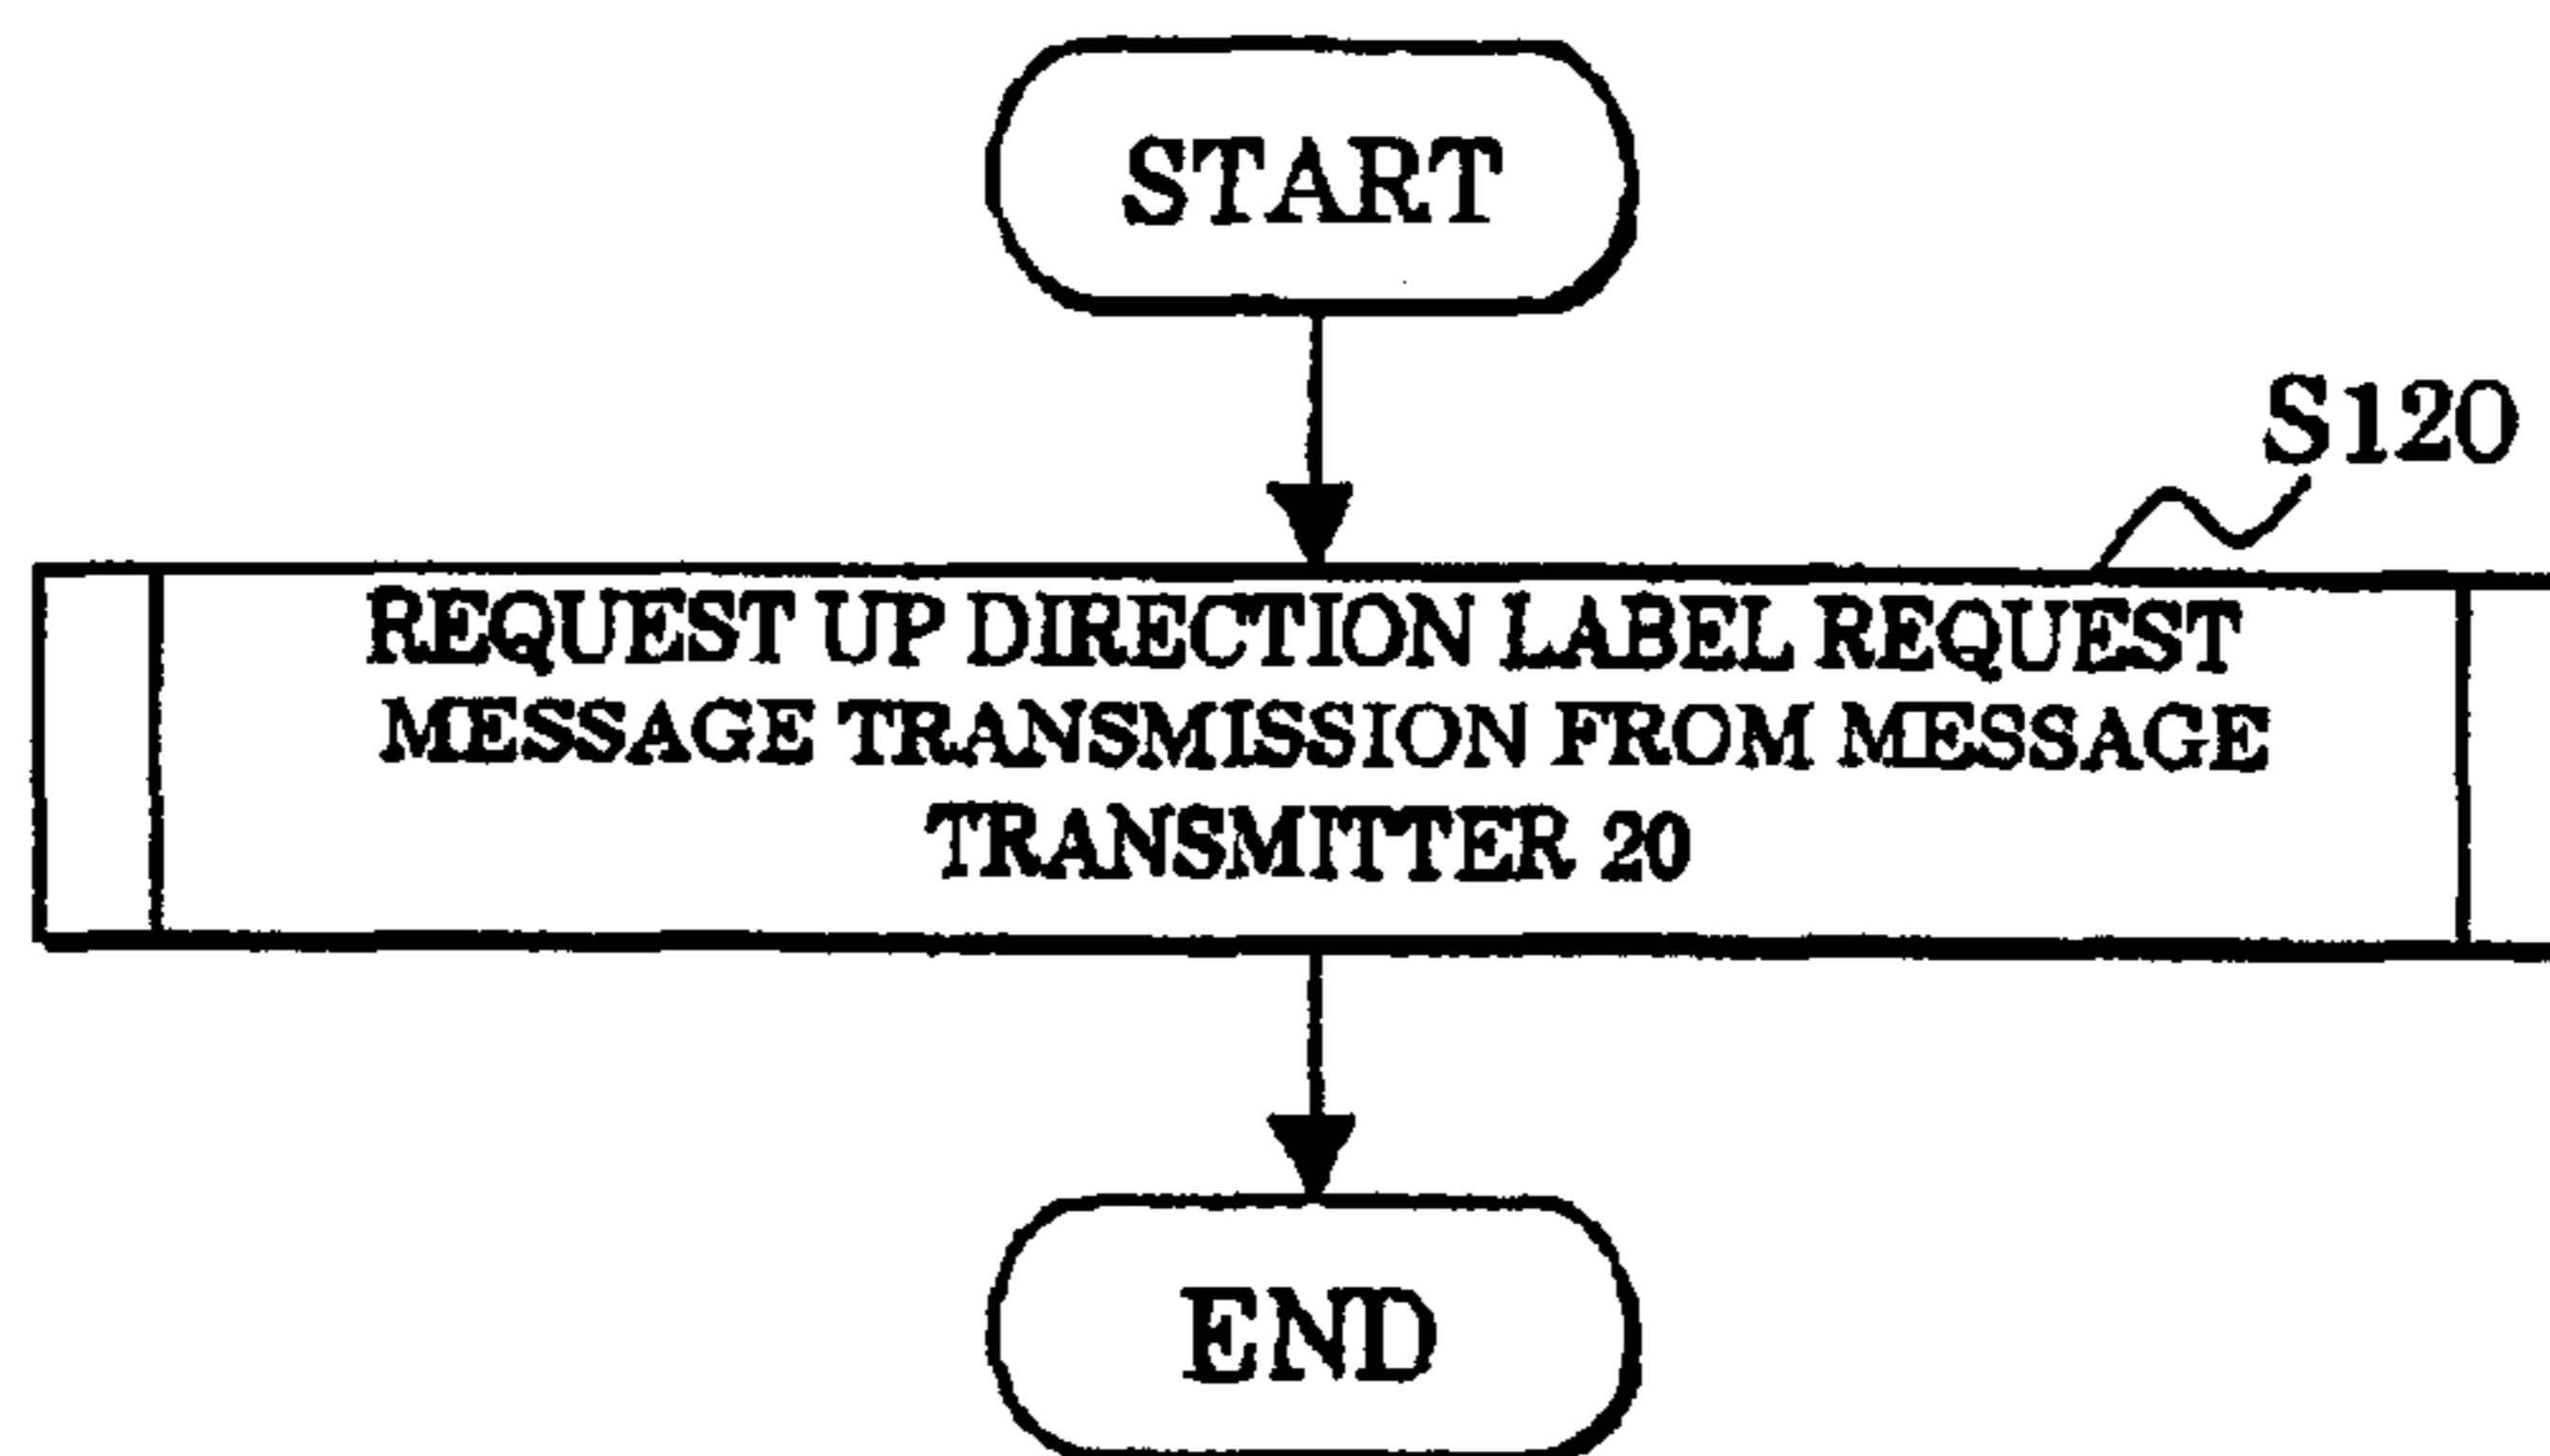 START
S120
REQUEST UP DIRECTION LABEL REQUEST
MESSAGE TRANSMISSION FROM MESSAGE
TRANSMITTER 20
END